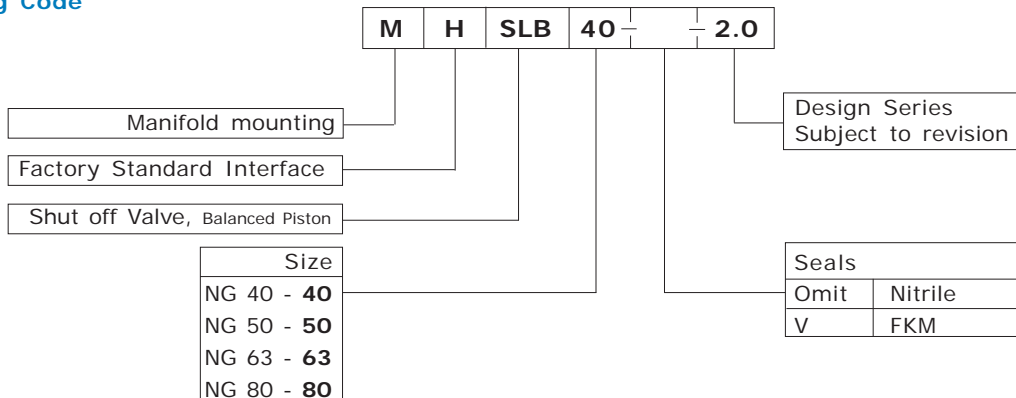 g Code
M H SLB 40 – – 2.0
Manifold mounting
Factory Standard Interface
Shut off Valve, Balanced Piston
Size
NG 40 - 40
NG 50 - 50
NG 63 - 63
NG 80 - 80
Design Series
Subject to revision
Seals
Omit Nitrile
V FKM